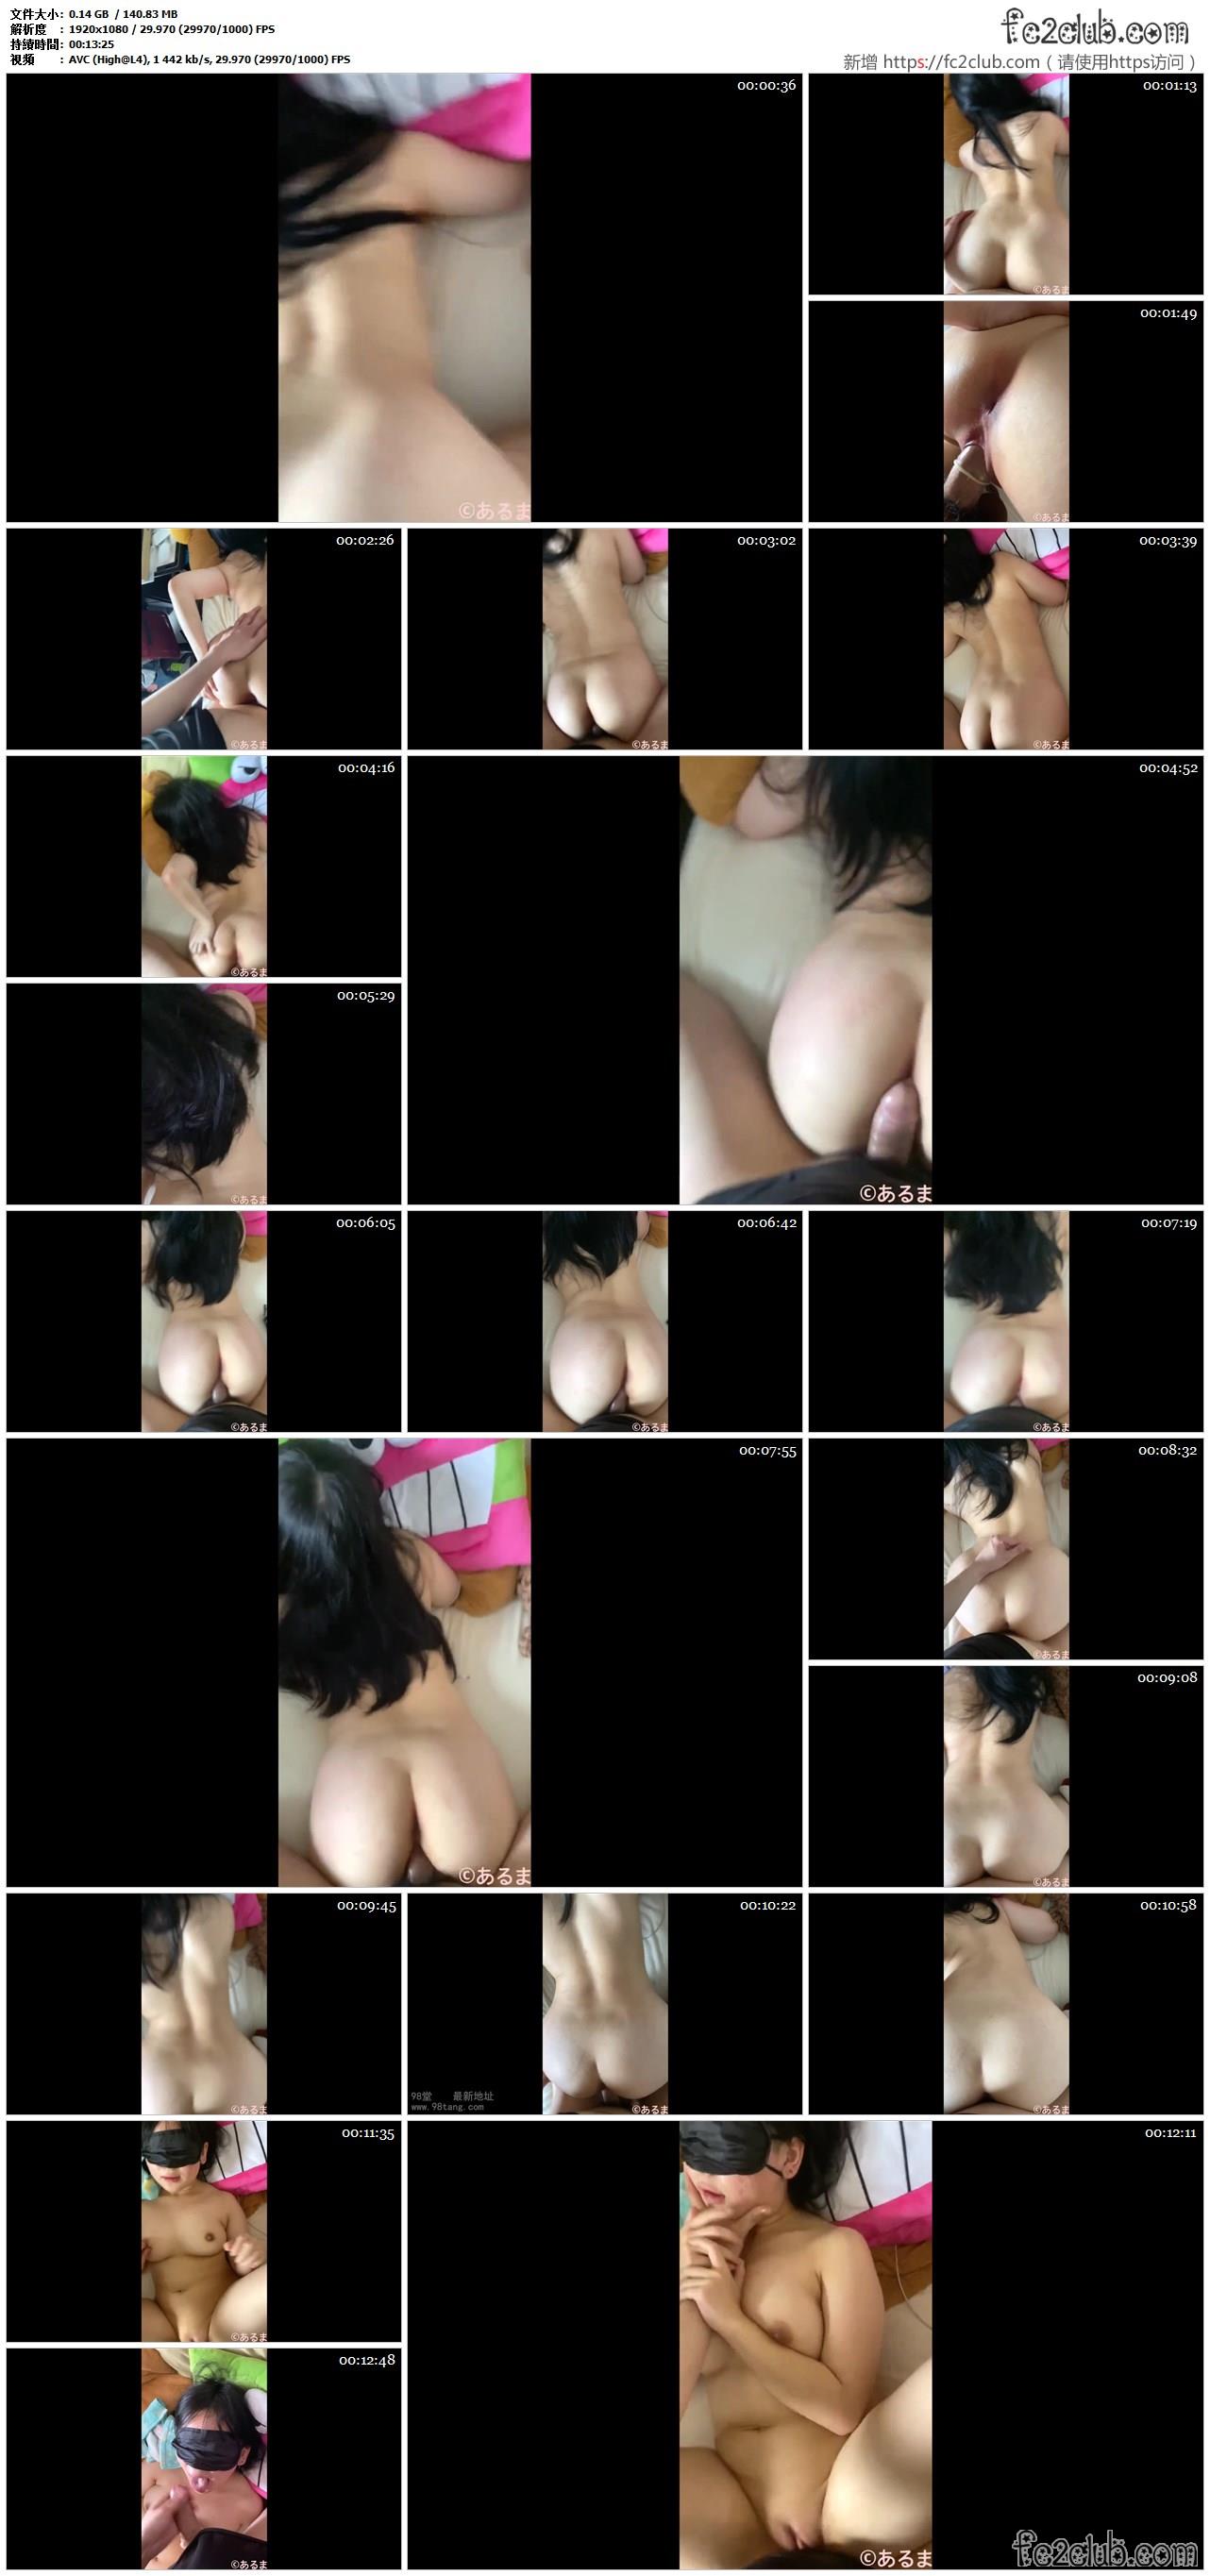 文件大小: 0.14 GB / 140.83 MB
解析度 : 1920x1080 / 29.970 (29970/1000) FPS
持續時間: 00:13:25
視頻 : AVC (High@L4), 1 442 kb/s, 29.970 (29970/1000) FPS
fc2club.com
新增 https://fc2club.com ( 请使用https访问 )
00:00:36
©あるま
00:01:13
©あるま
00:01:49
©あるま
00:02:26
©あるま
00:03:02
©あるま
00:03:39
©あるま
00:04:16
©あるま
00:04:52
©あるま
00:05:29
©あるま
00:06:05
©あるま
00:06:42
©あるま
00:07:19
©あるま
00:07:55
©あるま
00:08:32
©あるま
00:09:08
©あるま
00:09:45
©あるま
00:10:22
98堂 最新地址
www.98tang.com
©あるま
00:10:58
©あるま
00:11:35
©あるま
00:12:11
©あるま
00:12:48
©あるま
fc2club.com